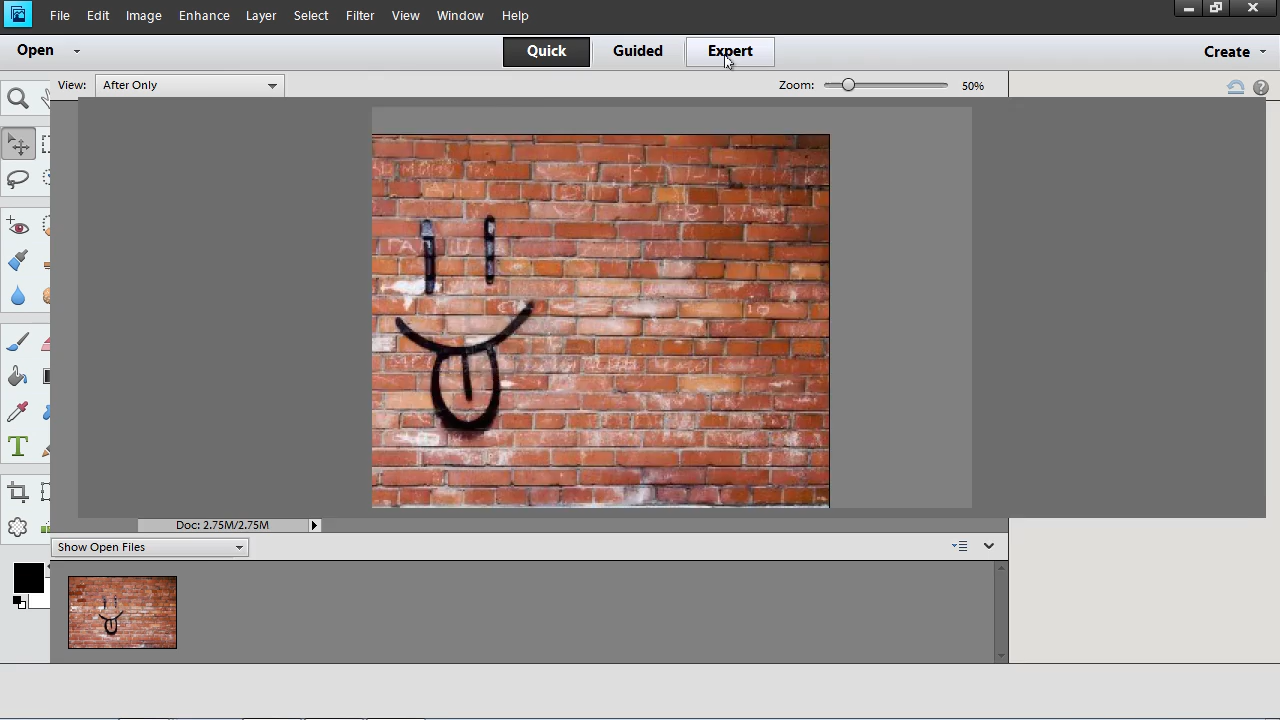 File Edit Image Enhance Layer Select Filter View Window Help
Open Quick Guided Expert Create
View: After Only Zoom: 50%
T
Doc: 2.75M/2.75M
Show Open Files